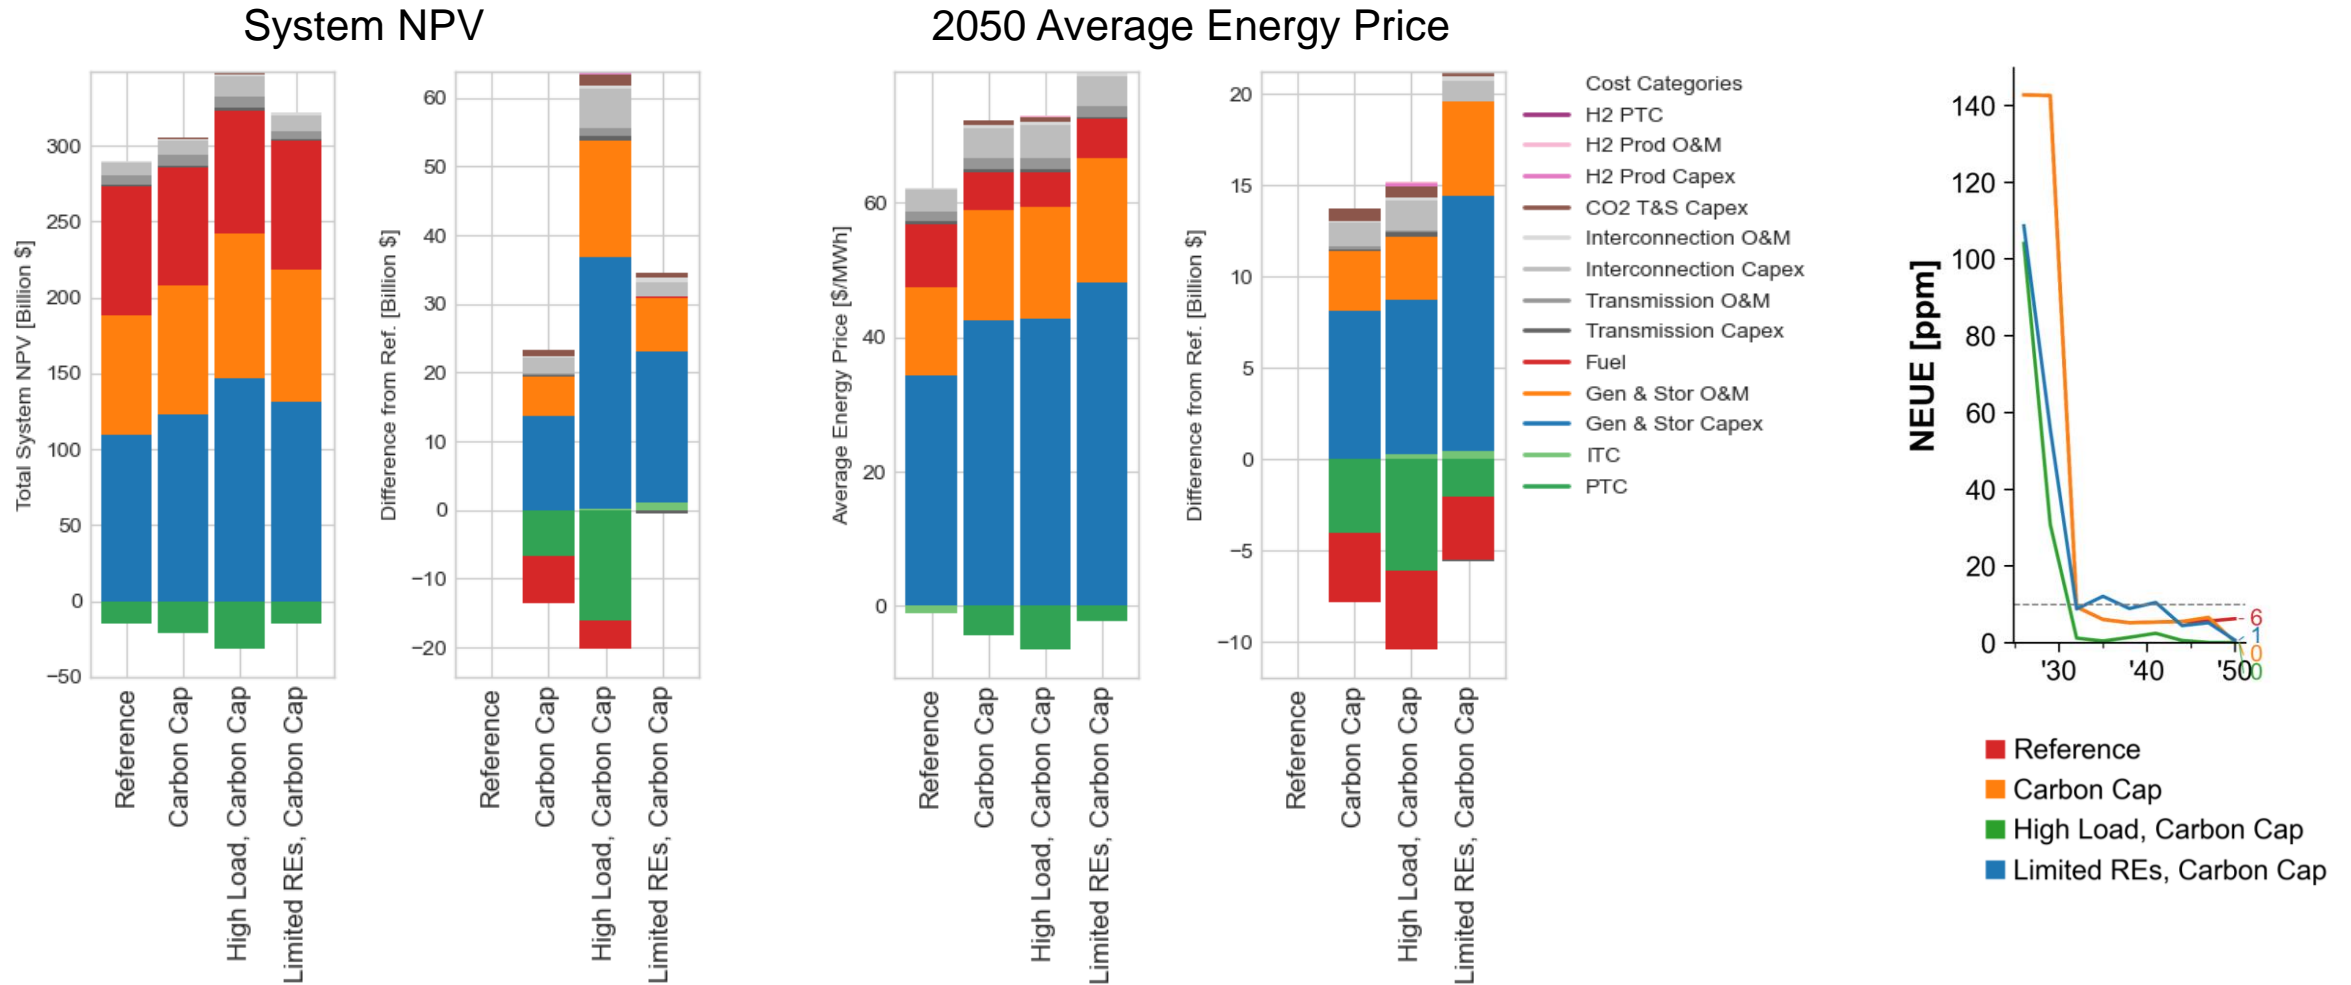 System NPV
2050 Average Energy Price
Total System NPV [Billion $]
300
250
200
150
100
50
0
−50
Reference
Carbon Cap
High Load, Carbon Cap
Limited REs, Carbon Cap
Difference from Ref. [Billion $]
60
50
40
30
20
10
0
−10
−20
Reference
Carbon Cap
High Load, Carbon Cap
Limited REs, Carbon Cap
Average Energy Price [$/MWh]
60
40
20
0
Reference
Carbon Cap
High Load, Carbon Cap
Limited REs, Carbon Cap
Difference from Ref. [Billion $]
20
15
10
5
0
−5
−10
Reference
Carbon Cap
High Load, Carbon Cap
Limited REs, Carbon Cap
Cost Categories
H2 PTC
H2 Prod O&M
H2 Prod Capex
CO2 T&S Capex
Interconnection O&M
Interconnection Capex
Transmission O&M
Transmission Capex
Fuel
Gen & Stor O&M
Gen & Stor Capex
ITC
PTC
NEUE [ppm]
140
120
100
80
60
40
20
0
'30
'40
'50
6
1
0
0
Reference
Carbon Cap
High Load, Carbon Cap
Limited REs, Carbon Cap